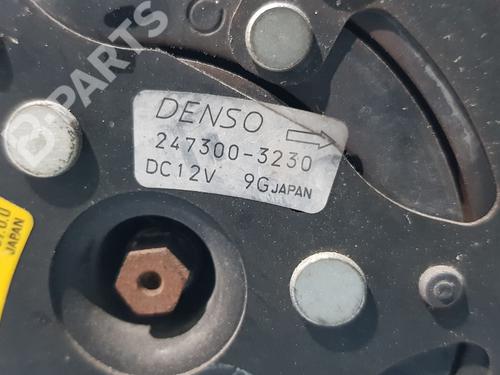 B-PARTS
DENSO
247300-3230
DC12V 9G JAPAN
JAPAN